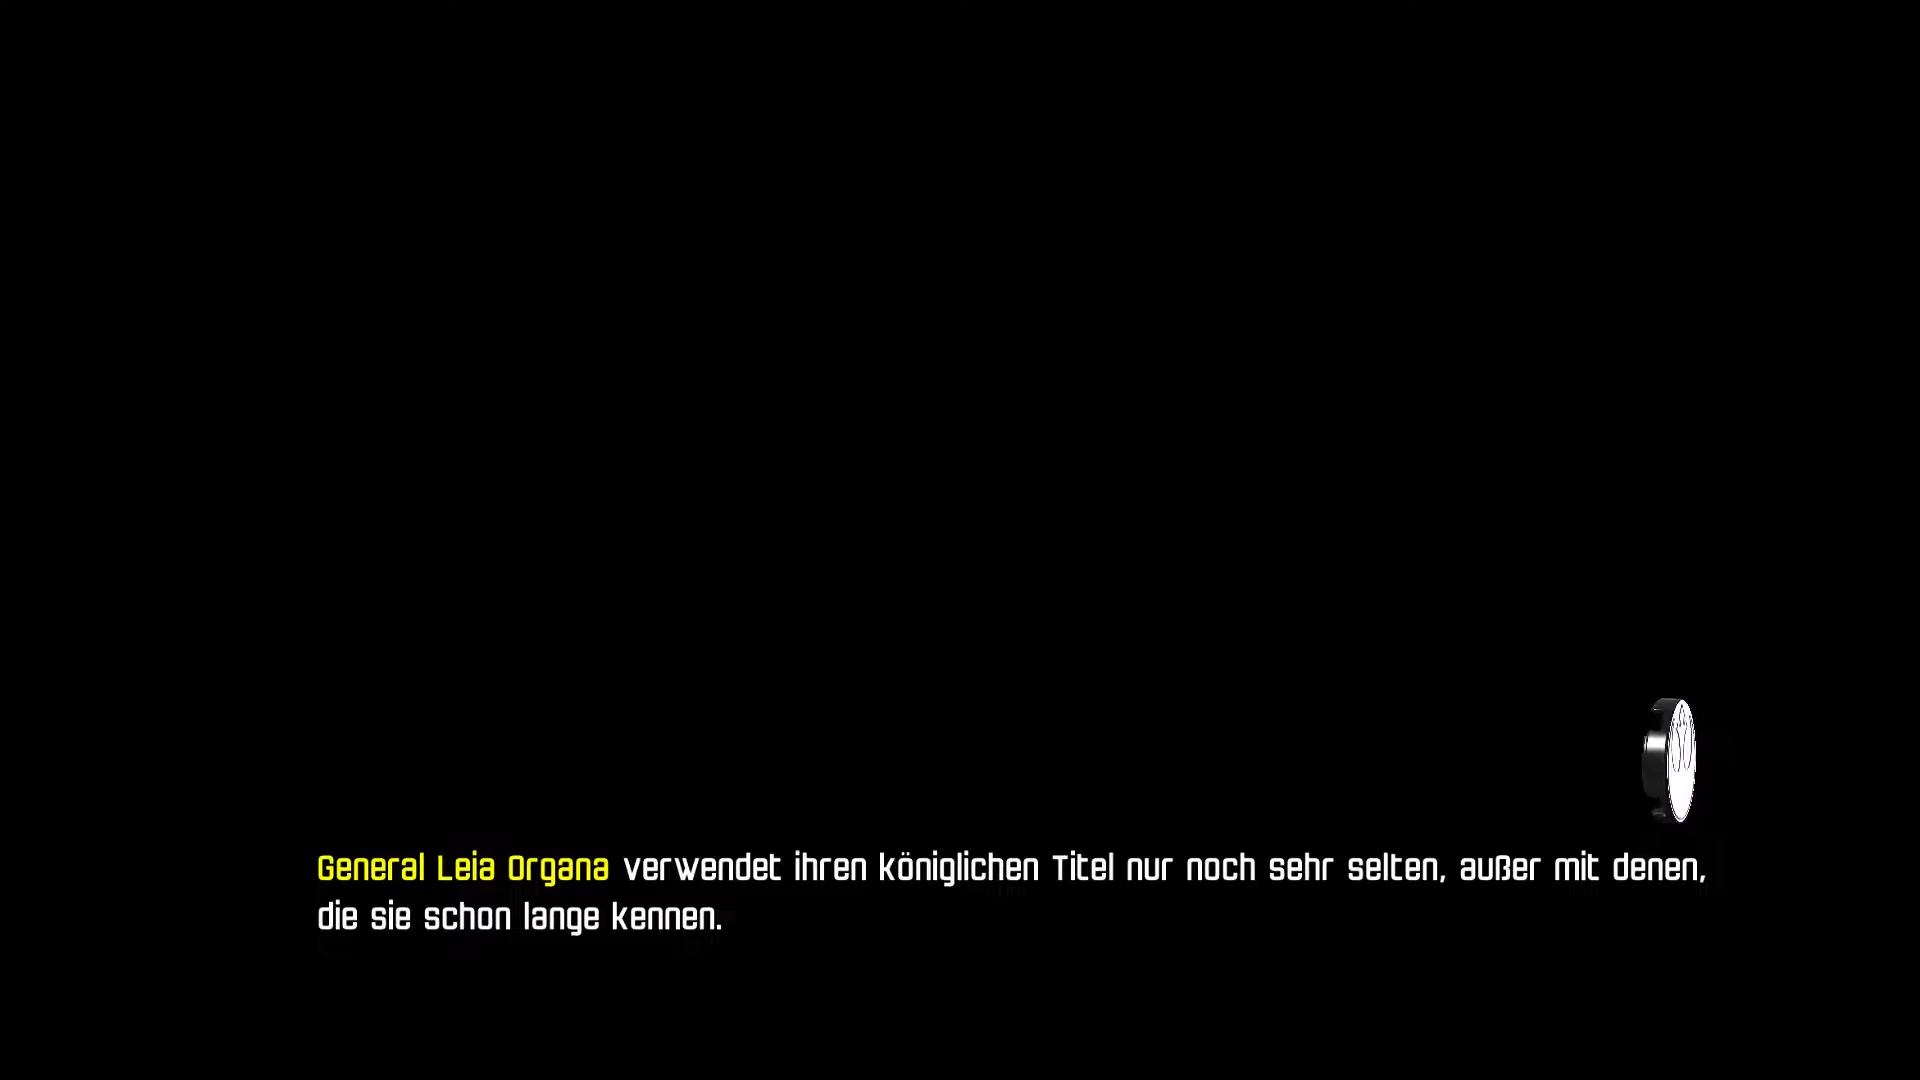 General Leia Organa verwendet ihren königlichen Titel nur noch sehr selten, außer mit denen,
die sie schon lange kennen.